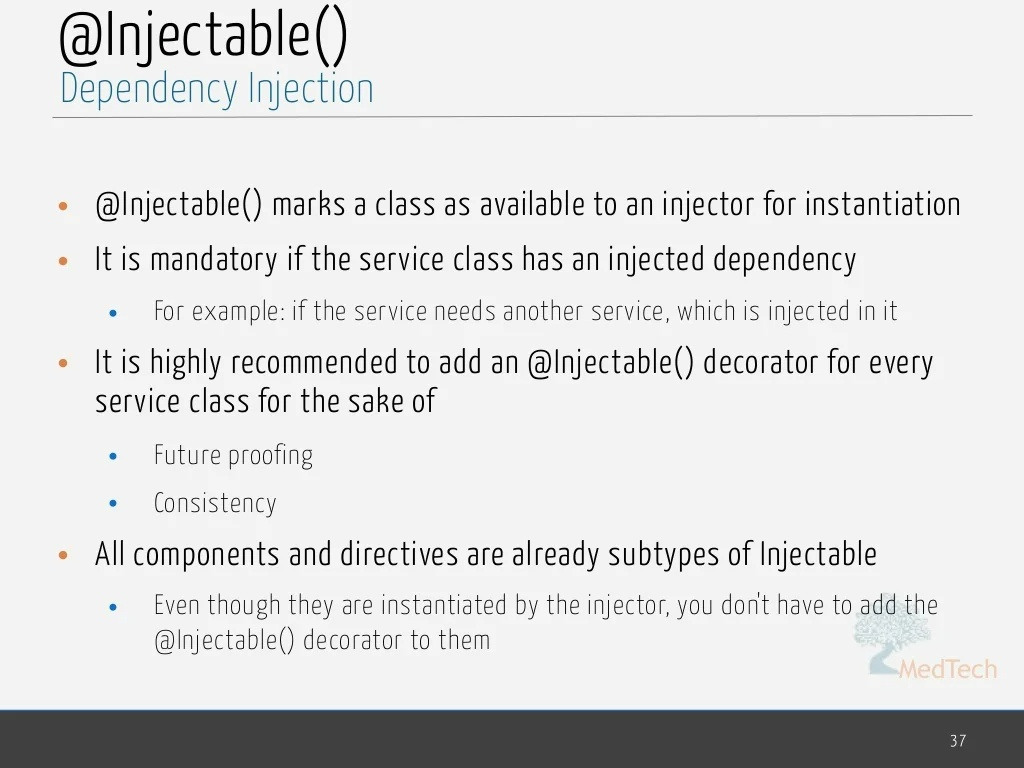 @Injectable()
Dependency Injection
• @Injectable() marks a class as available to an injector for instantiation
• It is mandatory if the service class has an injected dependency
• For example: if the service needs another service, which is injected in it
• It is highly recommended to add an @Injectable() decorator for every
service class for the sake of
• Future proofing
• Consistency
• All components and directives are already subtypes of Injectable
• Even though they are instantiated by the injector, you don't have to add the
@Injectable() decorator to them
MedTech
37